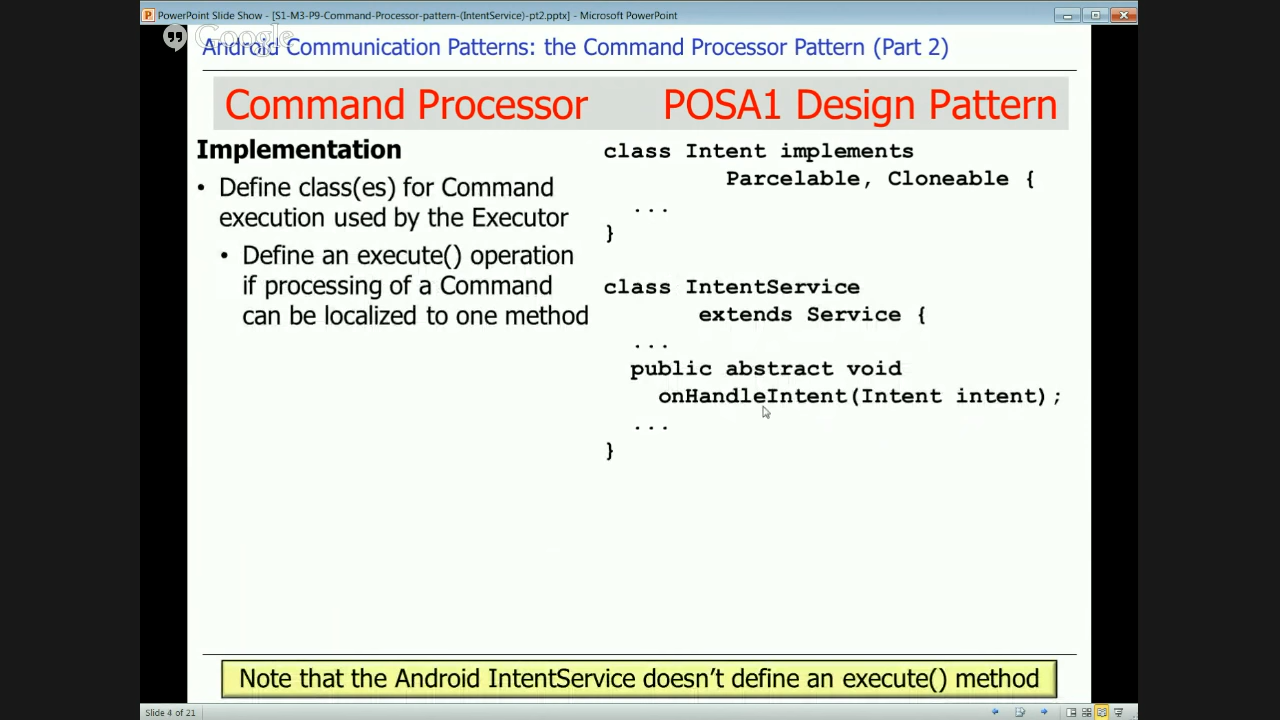 PowerPoint Slide Show - [S1-M3-P9-Command-Processor-pattern-(IntentService)-pt2.pptx] - Microsoft PowerPoint
Google
Android Communication Patterns: the Command Processor Pattern (Part 2)
Command Processor POSA1 Design Pattern
Implementation
• Define class(es) for Command
execution used by the Executor
• Define an execute() operation
if processing of a Command
can be localized to one method
class Intent implements
Parcelable, Cloneable {
...
}
class IntentService
extends Service {
...
public abstract void
onHandleIntent(Intent intent);
...
}
Note that the Android IntentService doesn't define an execute() method
Slide 4 of 21